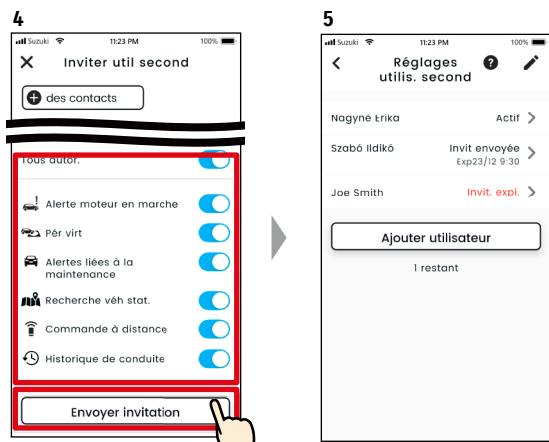 4
Suzuki 11:23 PM 100%
Inviter util second
des contacts
Tous autor.
Alerte moteur en marche
Pér virt
Alertes liées à la
maintenance
Recherche véh stat.
Commande à distance
Historique de conduite
Envoyer invitation
5
Suzuki 11:23 PM 100%
Réglages
utilis. second
?
Nagyné Erika Actif
Szabó Ildikó Invit envoyée
Exp23/12 9:30
Joe Smith Invit. expi.
Ajouter utilisateur
1 restant